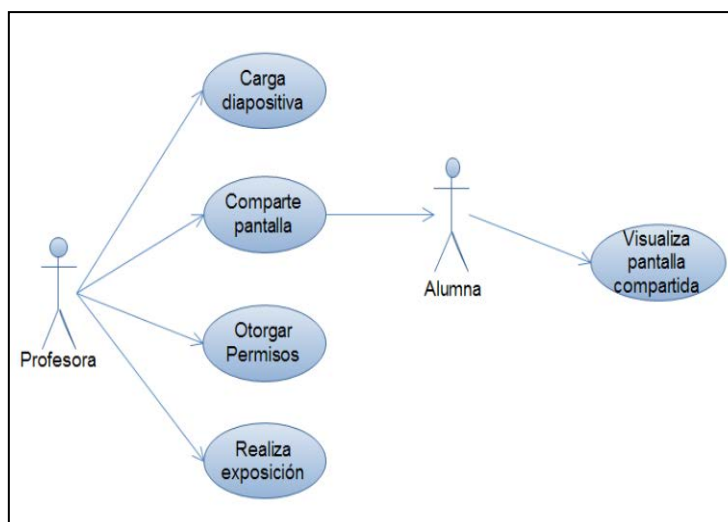 Carga
diapositiva
Comparte
pantalla
Alumna
Visualiza
pantalla
compartida
Profesora
Otorgar
Permisos
Realiza
exposición